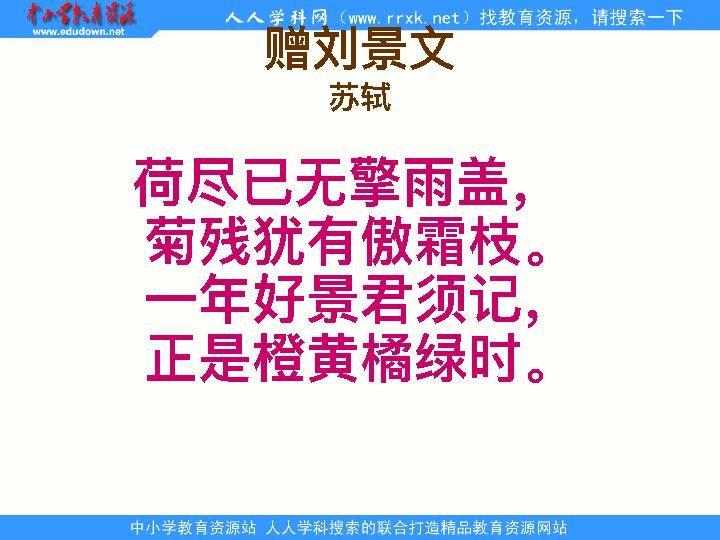 中小学教育资源
www.edudown.net
人人学科网（www.rrxk.net）找教育资源，请搜索一下
赠刘景文
苏轼
荷尽已无擎雨盖，
菊残犹有傲霜枝。
一年好景君须记，
正是橙黄橘绿时。
中小学教育资源站 人人学科搜索的联合打造精品教育资源网站